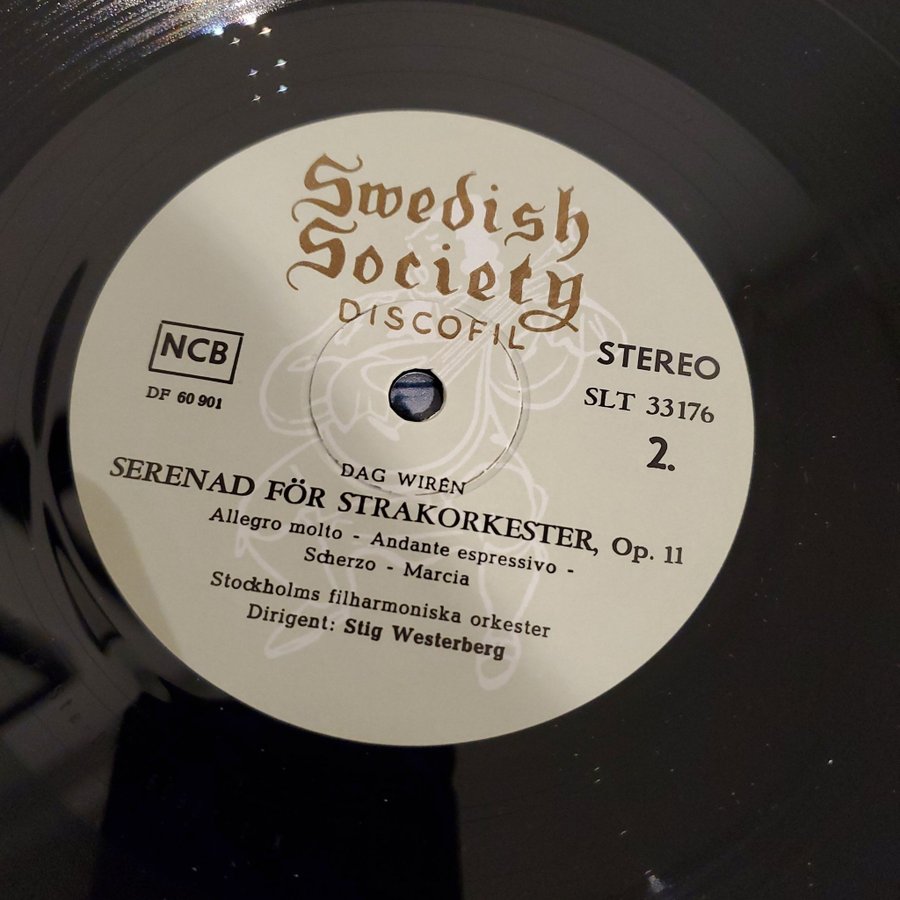 Swedish
Society
DISCOFIL
NCB
DF 60 901
STEREO
SLT 33176
2.
DAG WIRÉN
SERENAD FÖR STRAKORKESTER, Op. 11
Allegro molto - Andante espressivo -
Scherzo - Marcia
Stockholms filharmoniska orkester
Dirigent: Stig Westerberg